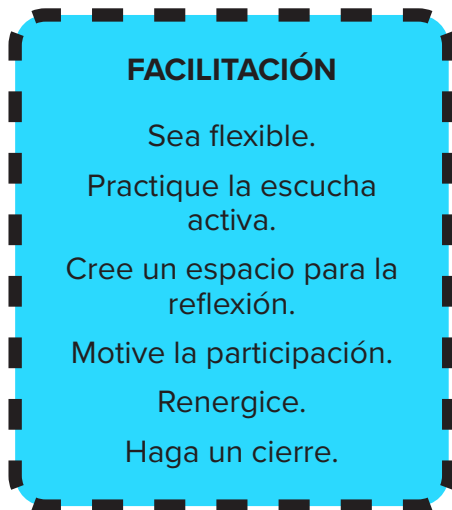 FACILITACIÓN
Sea flexible.
Practique la escucha
activa.
Cree un espacio para la
reflexión.
Motive la participación.
Renergice.
Haga un cierre.